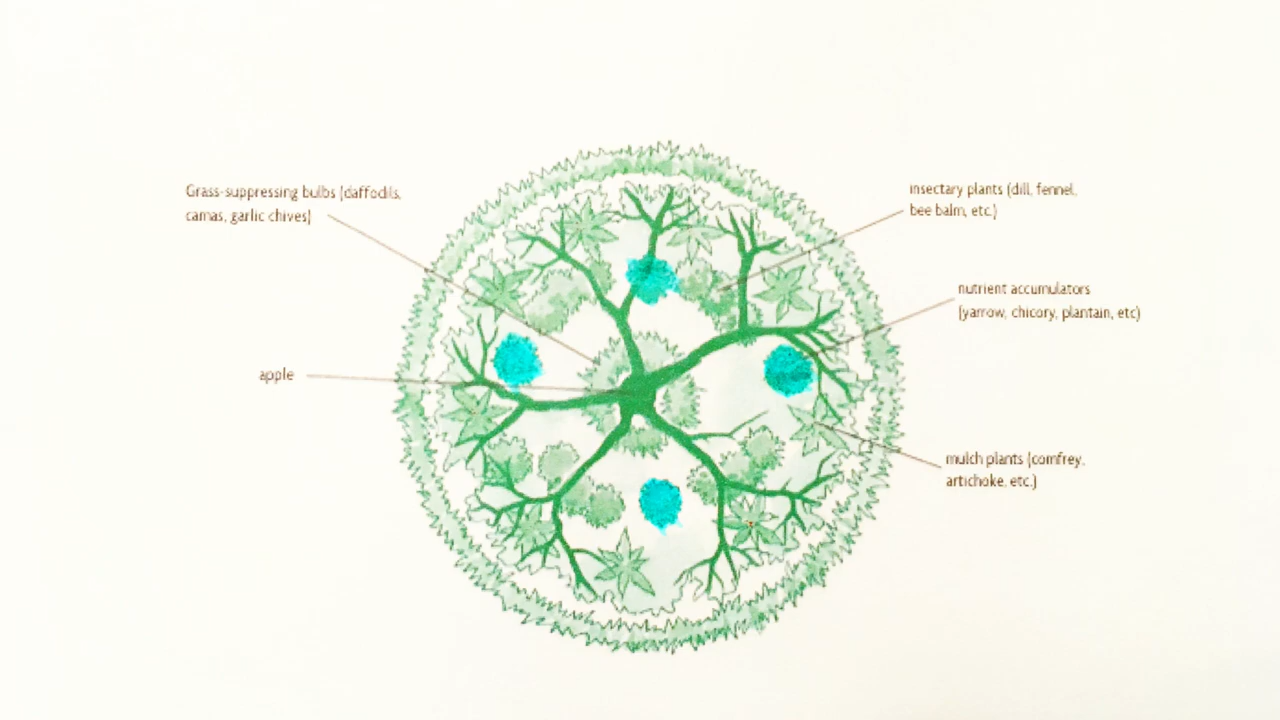 Grass-suppressing bulbs (daffodils,
camas, garlic chives)
apple
insectary plants (dill, fennel,
bee balm, etc.)
nutrient accumulators
(yarrow, chicory, plantain, etc)
mulch plants (comfrey,
artichoke, etc.)